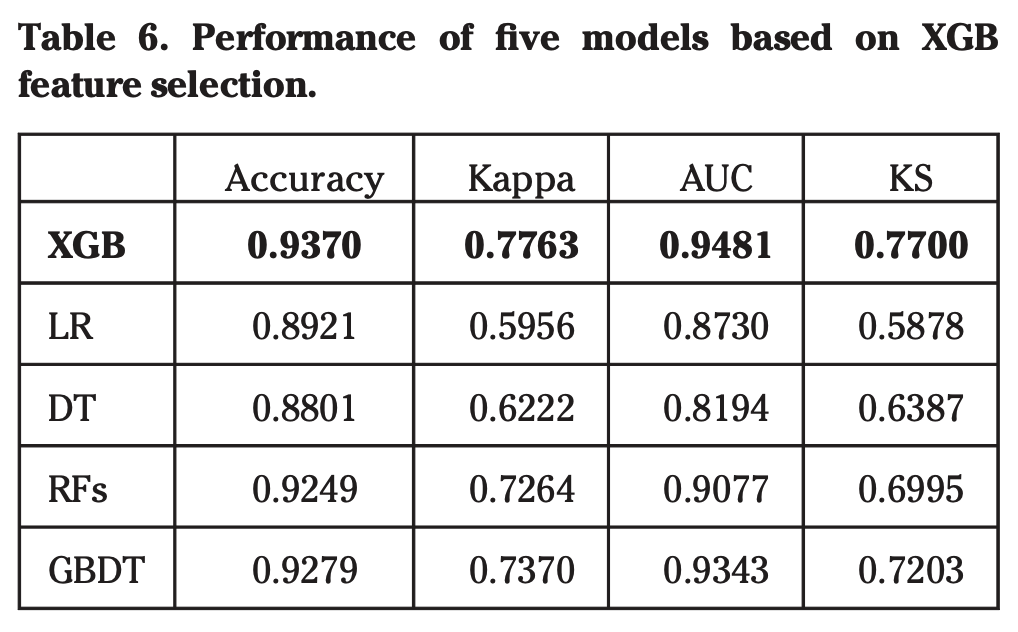 Table 6. Performance of five models based on XGB
feature selection.
Accuracy Kappa AUC KS
XGB 0.9370 0.7763 0.9481 0.7700
LR 0.8921 0.5956 0.8730 0.5878
DT 0.8801 0.6222 0.8194 0.6387
RFs 0.9249 0.7264 0.9077 0.6995
GBDT 0.9279 0.7370 0.9343 0.7203